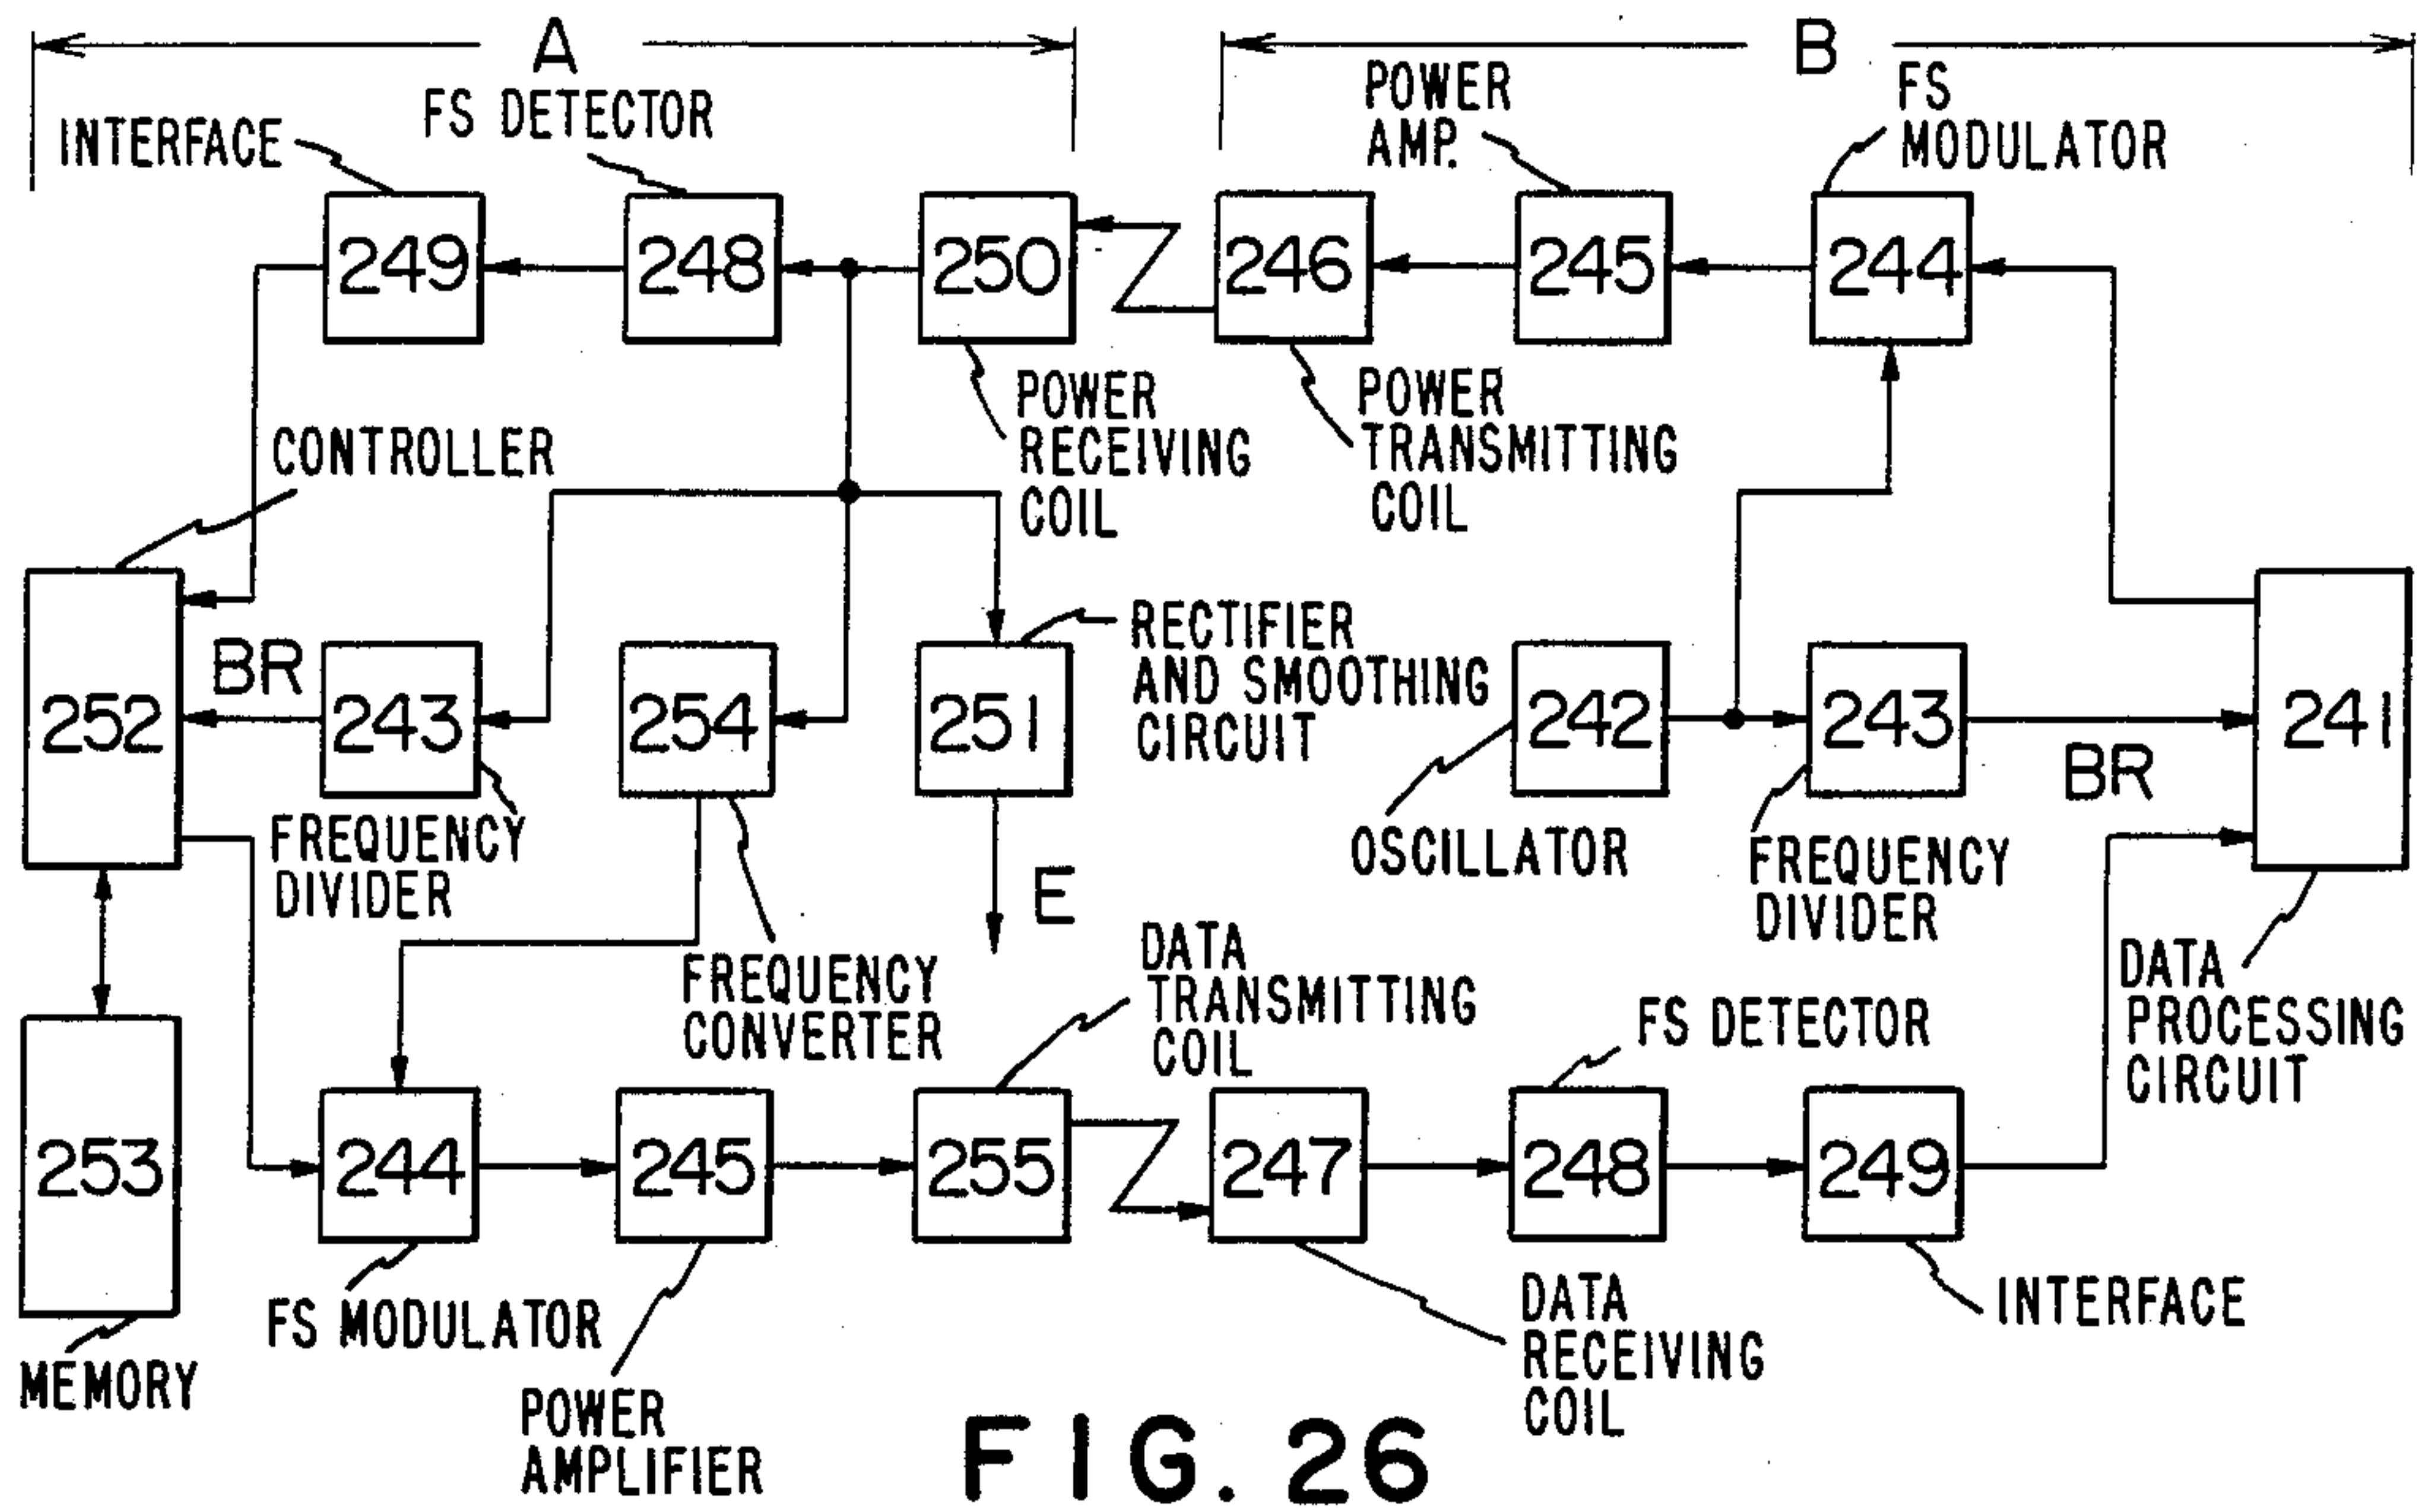 A
B
INTERFACE
FS DETECTOR
POWER
AMP.
FS
MODULATOR
249
248
250
246
245
244
POWER
RECEIVING
COIL
POWER
TRANSMITTING
COIL
CONTROLLER
252
BR
243
254
251
RECTIFIER
AND SMOOTHING
CIRCUIT
242
243
BR
241
FREQUENCY
DIVIDER
E
OSCILLATOR
FREQUENCY
DIVIDER
FREQUENCY
CONVERTER
DATA
TRANSMITTING
COIL
FS DETECTOR
DATA
PROCESSING
CIRCUIT
253
244
245
255
247
248
249
MEMORY
FS MODULATOR
POWER
AMPLIFIER
DATA
RECEIVING
COIL
INTERFACE
FIG. 26